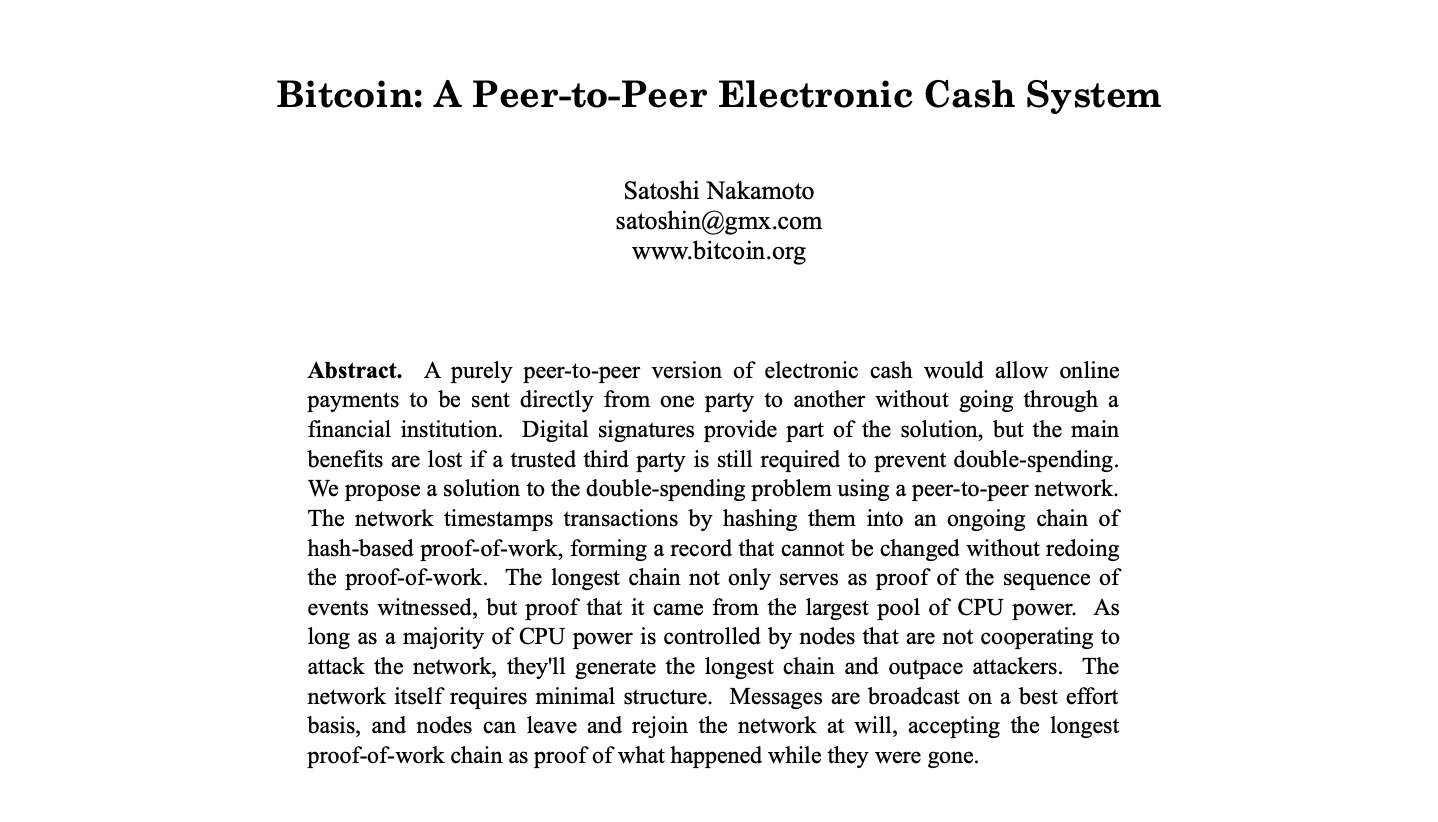 Bitcoin: A Peer-to-Peer Electronic Cash System
Satoshi Nakamoto
satoshin@gmx.com
www.bitcoin.org
Abstract. A purely peer-to-peer version of electronic cash would allow online
payments to be sent directly from one party to another without going through a
financial institution. Digital signatures provide part of the solution, but the main
benefits are lost if a trusted third party is still required to prevent double-spending.
We propose a solution to the double-spending problem using a peer-to-peer network.
The network timestamps transactions by hashing them into an ongoing chain of
hash-based proof-of-work, forming a record that cannot be changed without redoing
the proof-of-work. The longest chain not only serves as proof of the sequence of
events witnessed, but proof that it came from the largest pool of CPU power. As
long as a majority of CPU power is controlled by nodes that are not cooperating to
attack the network, they'll generate the longest chain and outpace attackers. The
network itself requires minimal structure. Messages are broadcast on a best effort
basis, and nodes can leave and rejoin the network at will, accepting the longest
proof-of-work chain as proof of what happened while they were gone.